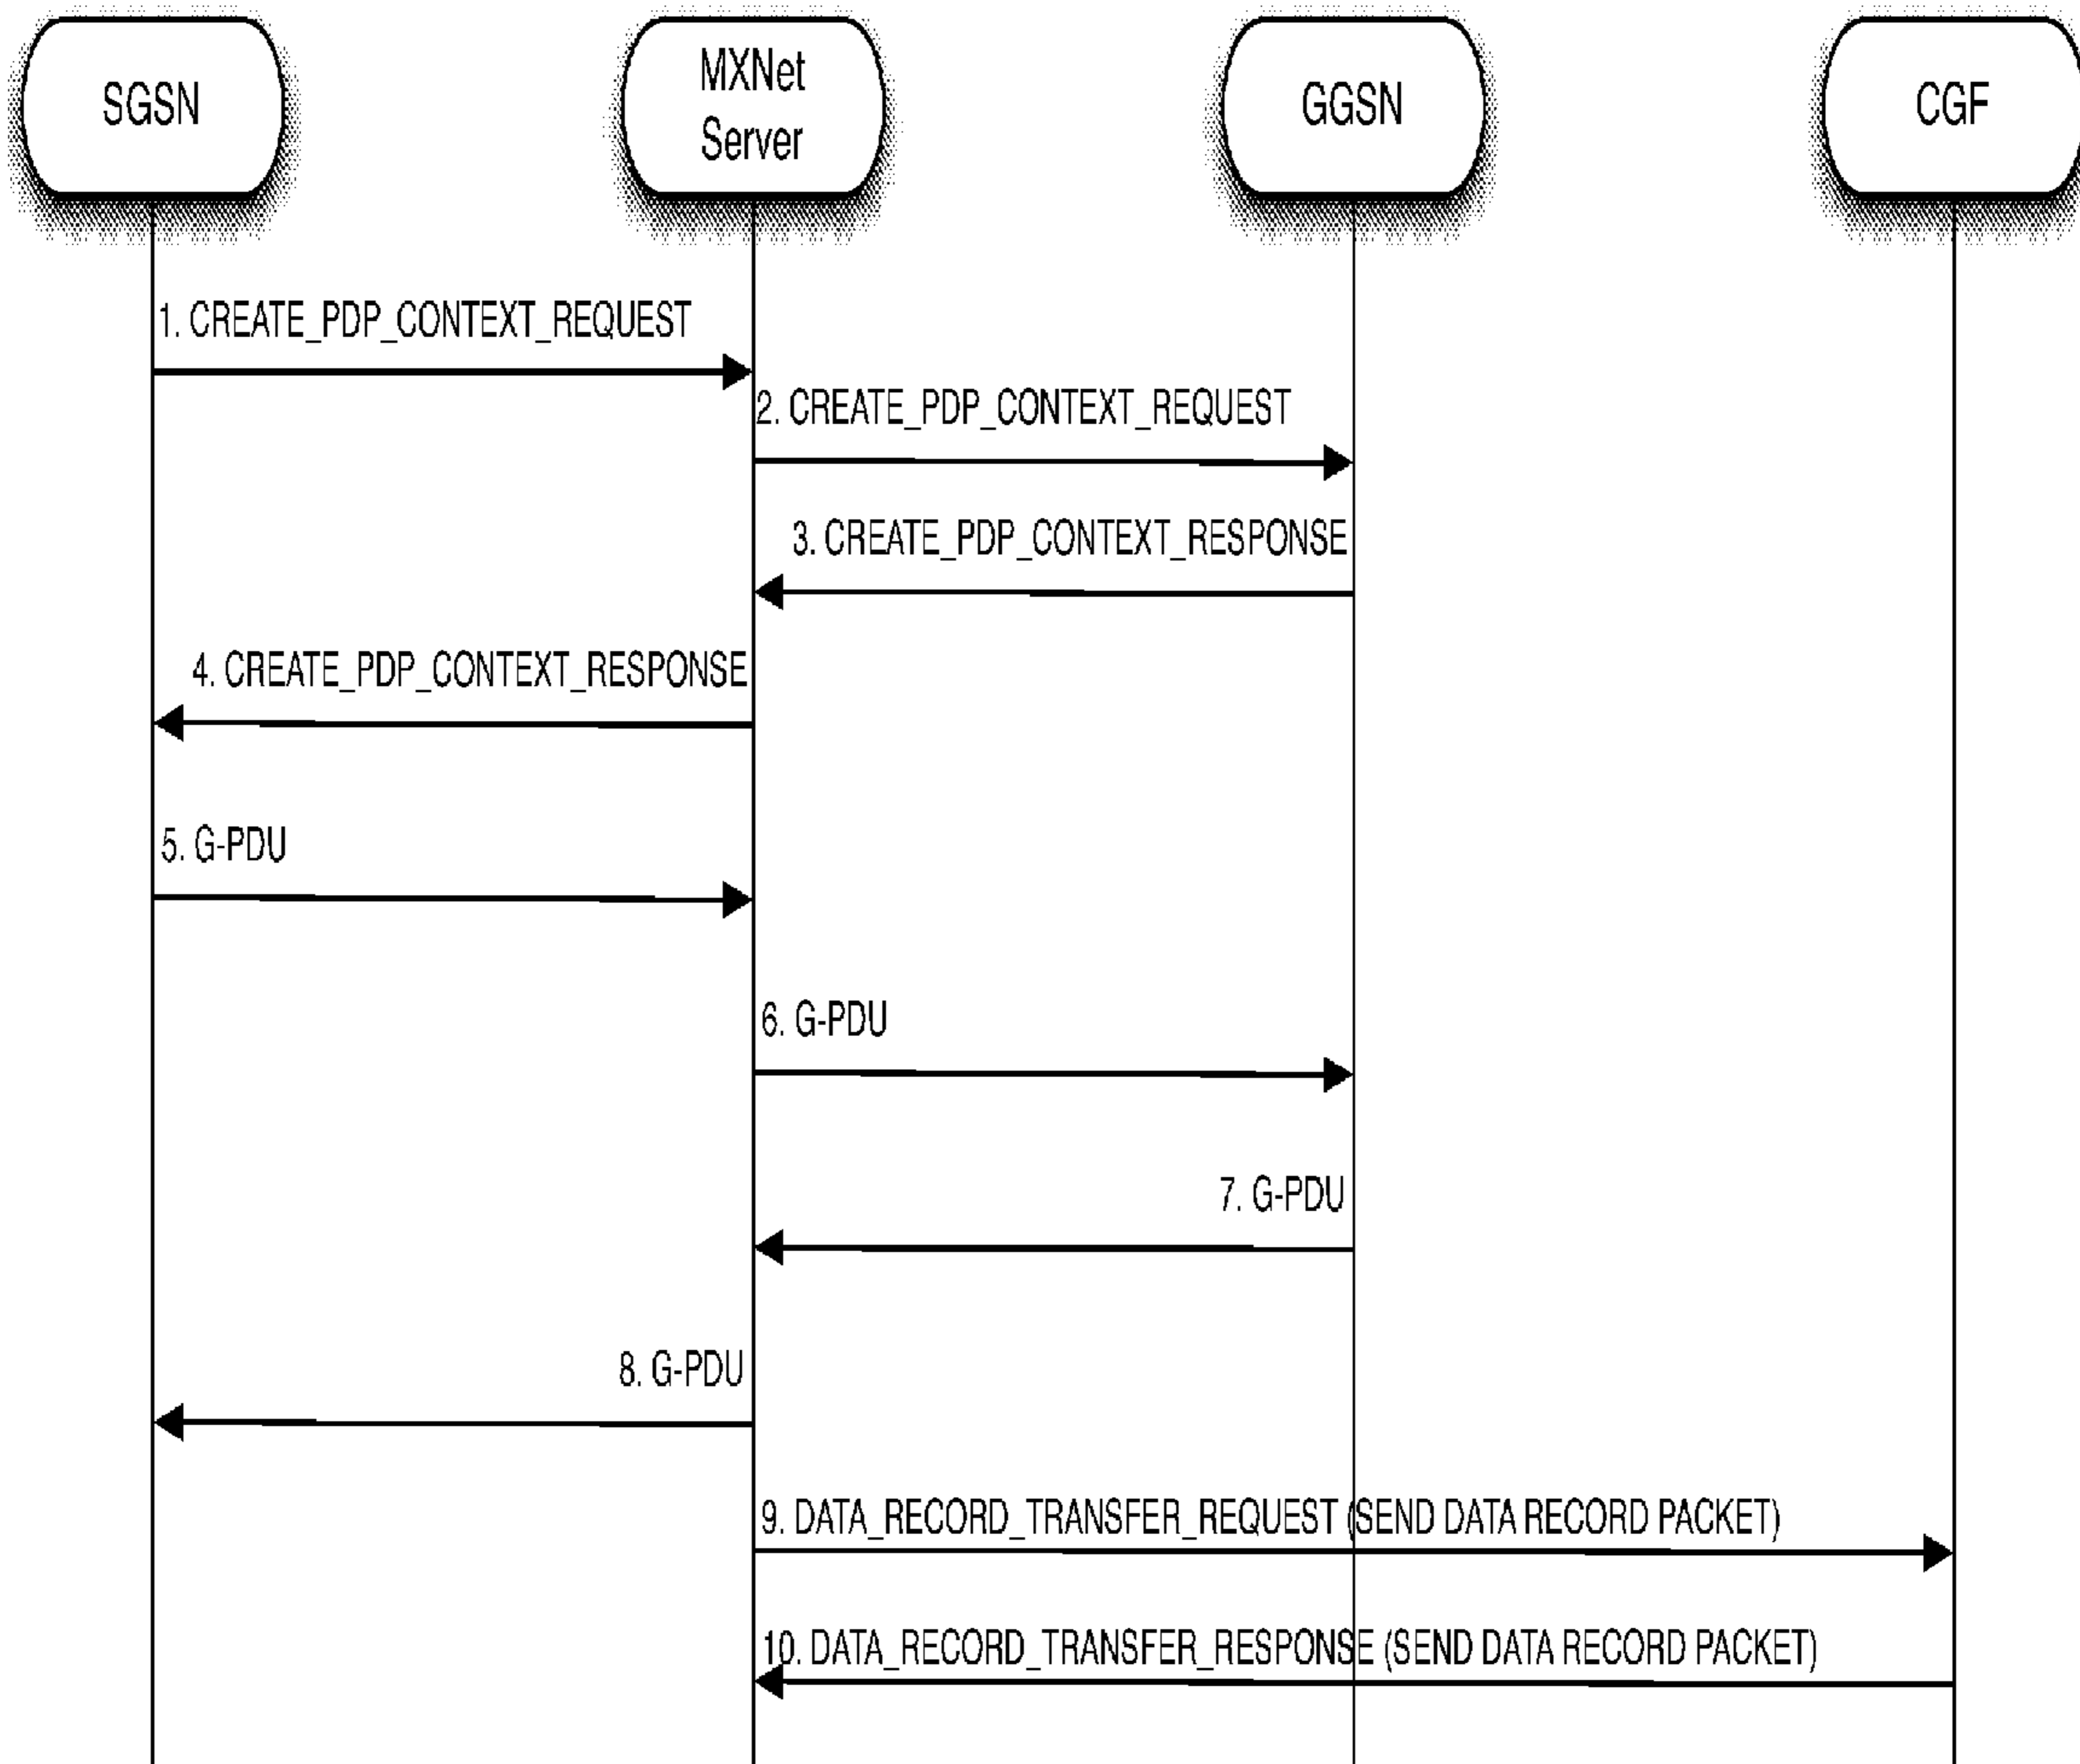 SGSN
MXNet
Server
GGSN
CGF
1. CREATE_PDP_CONTEXT_REQUEST
2. CREATE_PDP_CONTEXT_REQUEST
3. CREATE_PDP_CONTEXT_RESPONSE
4. CREATE_PDP_CONTEXT_RESPONSE
5. G-PDU
6. G-PDU
7. G-PDU
8. G-PDU
9. DATA_RECORD_TRANSFER_REQUEST (SEND DATA RECORD PACKET)
10. DATA_RECORD_TRANSFER_RESPONSE (SEND DATA RECORD PACKET)